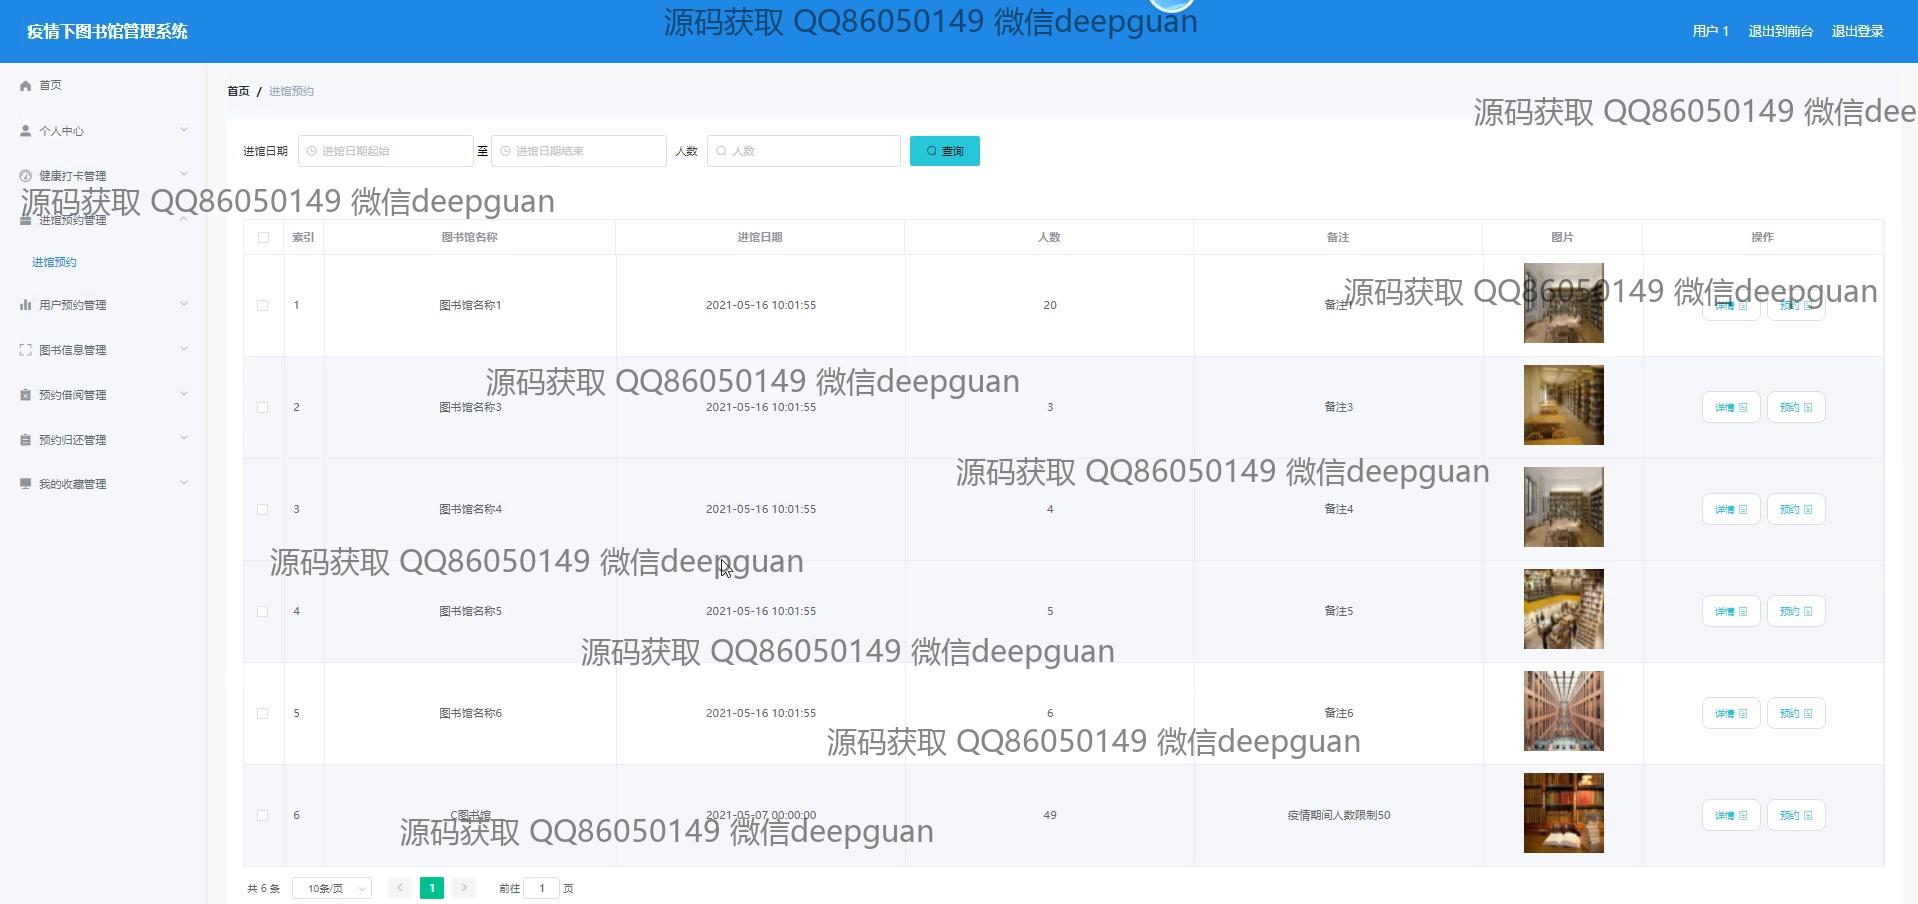 疫情下图书馆管理系统
源码获取 QQ86050149 微信deepguan
用户 1 退出到前台 退出登录
首页
个人中心
健康打卡管理
进馆预约管理
进馆预约
用户预约管理
图书信息管理
预约借阅管理
预约归还管理
我的收藏管理
首页 / 进馆预约
源码获取 QQ86050149 微信dee
进馆日期 进馆日期起始 至 进馆日期结束 人数 人数 查询
源码获取 QQ86050149 微信deepguan
索引 图书馆名称 进馆日期 人数 备注 图片 操作
源码获取 QQ86050149 微信deepguan
1 图书馆名称1 2021-05-16 10:01:55 20 备注1 详情 预约
源码获取 QQ86050149 微信deepguan
2 图书馆名称3 2021-05-16 10:01:55 3 备注3 详情 预约
源码获取 QQ86050149 微信deepguan
3 图书馆名称4 2021-05-16 10:01:55 4 备注4 详情 预约
源码获取 QQ86050149 微信deepguan
4 图书馆名称5 2021-05-16 10:01:55 5 备注5 详情 预约
源码获取 QQ86050149 微信deepguan
5 图书馆名称6 2021-05-16 10:01:55 6 备注6 详情 预约
源码获取 QQ86050149 微信deepguan
6 C图书馆 2021-05-07 00:00:00 49 疫情期间人数限制50 详情 预约
源码获取 QQ86050149 微信deepguan
共 6 条 10条/页 1 前往 1 页